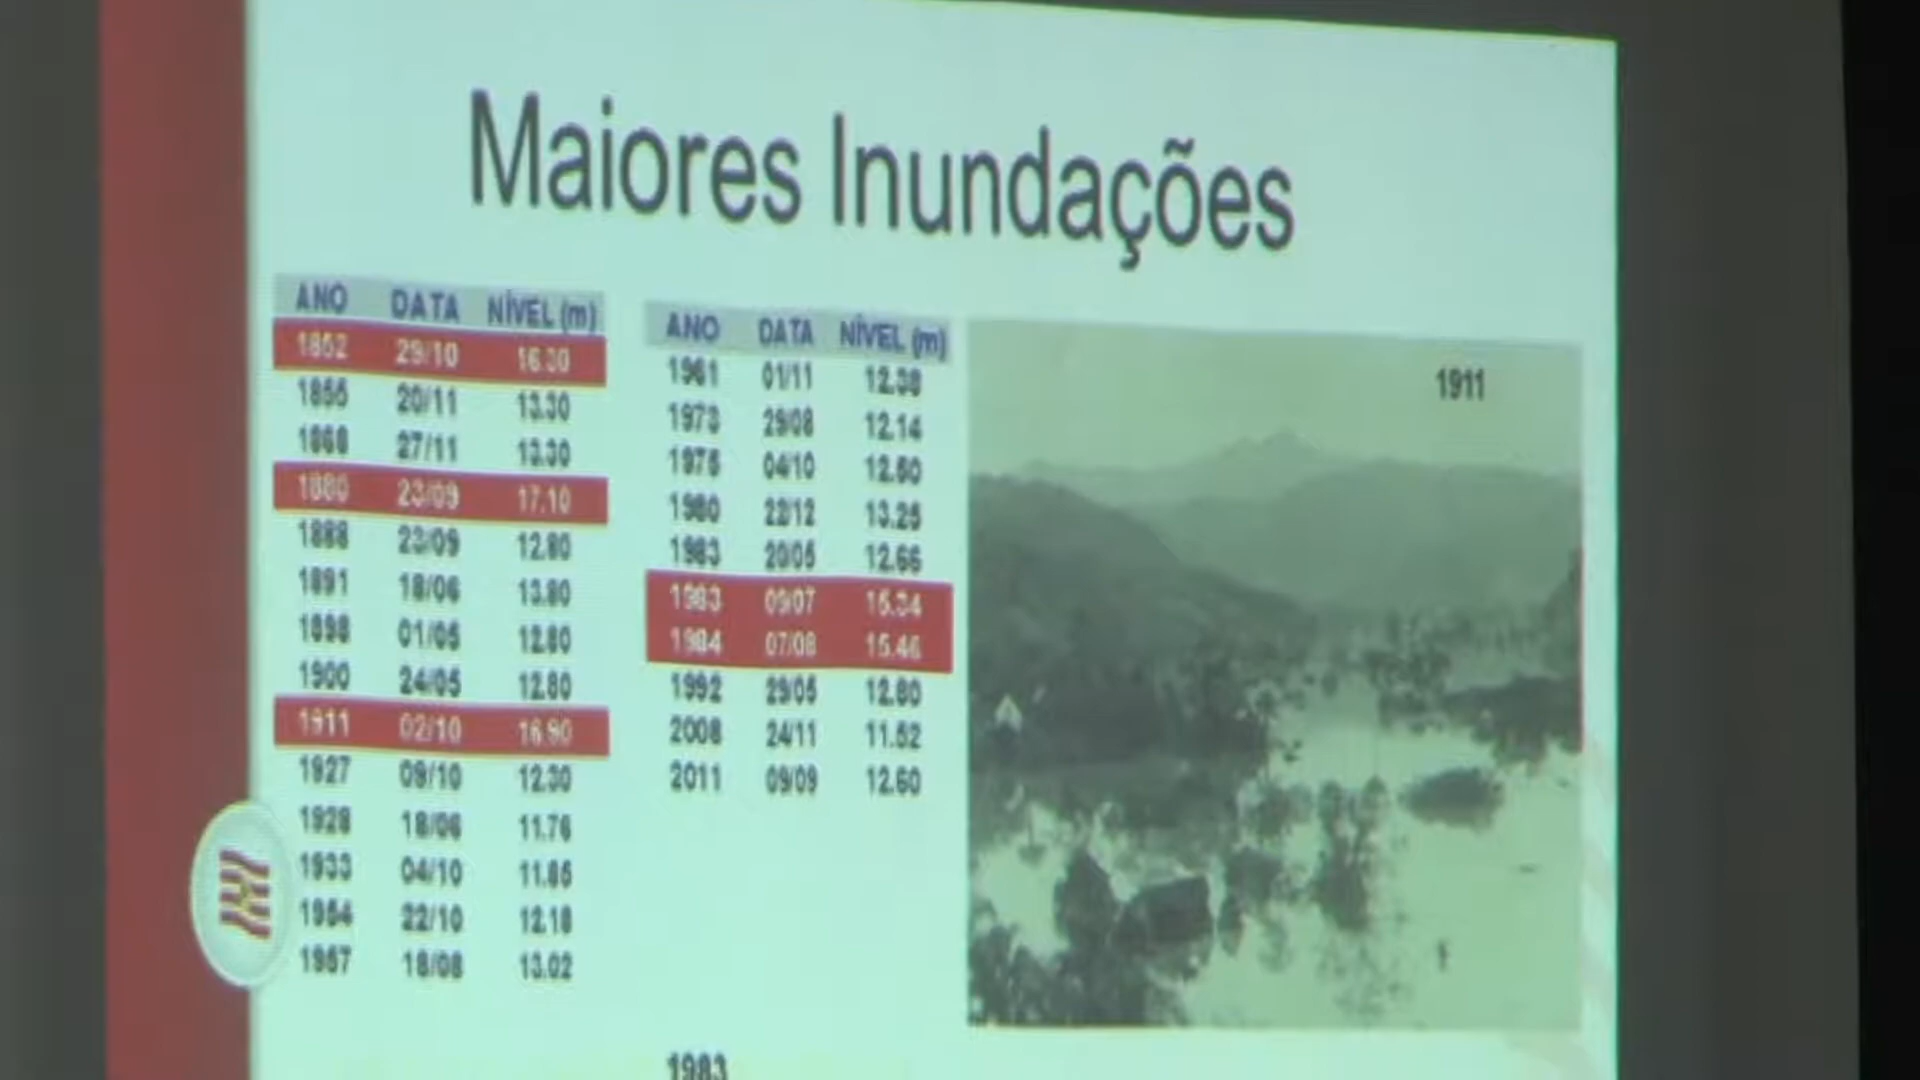 Maiores Inundações
ANO DATA NÍVEL (m)
1852 29/10 16.30
1855 20/11 13.30
1868 27/11 13.30
1880 23/09 17.10
1888 23/09 12.80
1891 18/06 13.80
1898 01/05 12.80
1900 24/05 12.80
1911 02/10 16.90
1927 09/10 12.30
1928 18/06 11.76
1933 04/10 11.85
1954 22/10 12.18
1957 18/08 13.02
ANO DATA NÍVEL (m)
1961 01/11 12.38
1973 29/08 12.14
1975 04/10 12.50
1980 22/12 13.25
1983 20/05 12.66
1983 09/07 15.34
1984 07/08 15.46
1992 29/05 12.80
2008 24/11 11.52
2011 09/09 12.60
1911
1983